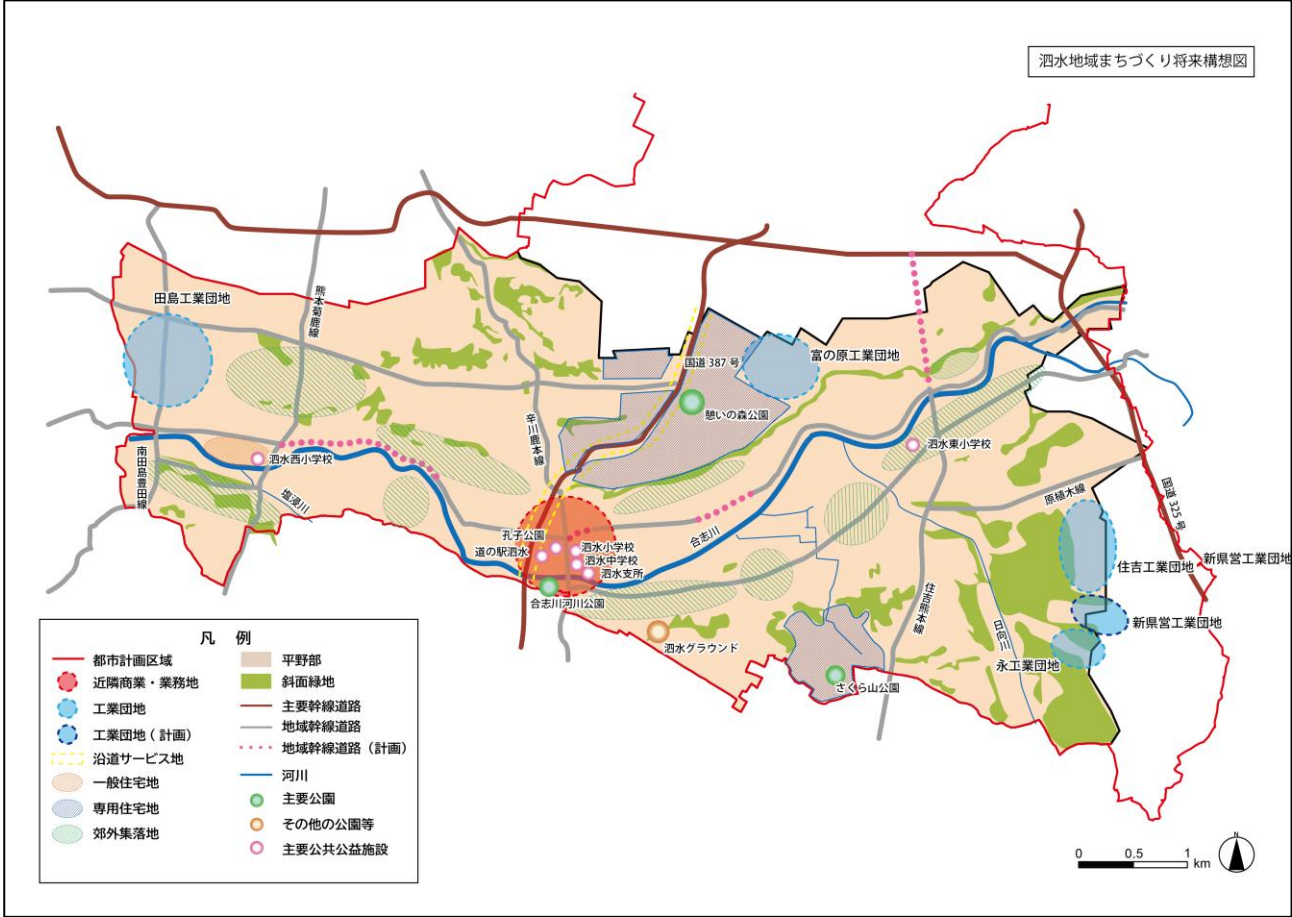 泗水地域まちづくり将来構想図
田島工業団地
熊本菊鹿線
国道 387 号
富の原工業団地
憩いの森公園
辛川鹿本線
泗水東小学校
泗水西小学校
南田島豊田線
塩浸川
原植木線
国道 325 号
合志川
孔子公園
道の駅泗水
泗水小学校
泗水中学校
泗水支所
合志川河川公園
住吉工業団地
新県営工業団地
新県営工業団地
住吉熊本線
日向川
泗水グラウンド
永工業団地
さくら山公園
凡 例
都市計画区域
近隣商業・業務地
工業団地
工業団地(計画)
沿道サービス地
一般住宅地
専用住宅地
郊外集落地
平野部
斜面緑地
主要幹線道路
地域幹線道路
地域幹線道路(計画)
河川
主要公園
その他の公園等
主要公共公益施設
0 0.5 1
km
N